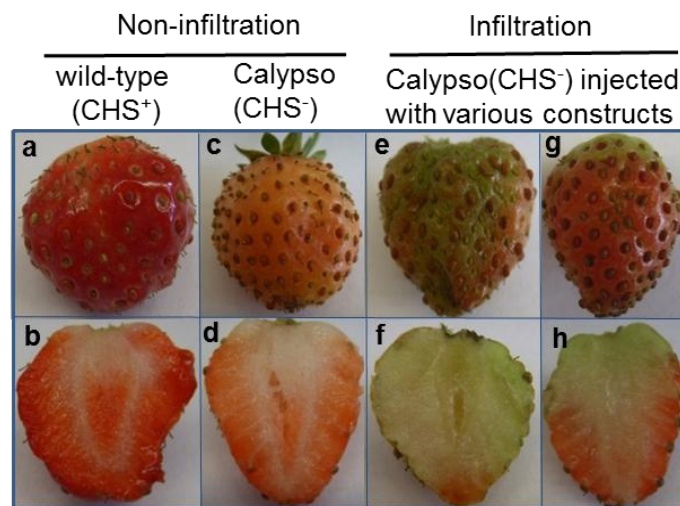 Non-infiltration Infiltration
wild-type Calypso Calypso(CHS⁻) injected
(CHS⁺) (CHS⁻) with various constructs
a c e g
b d f h